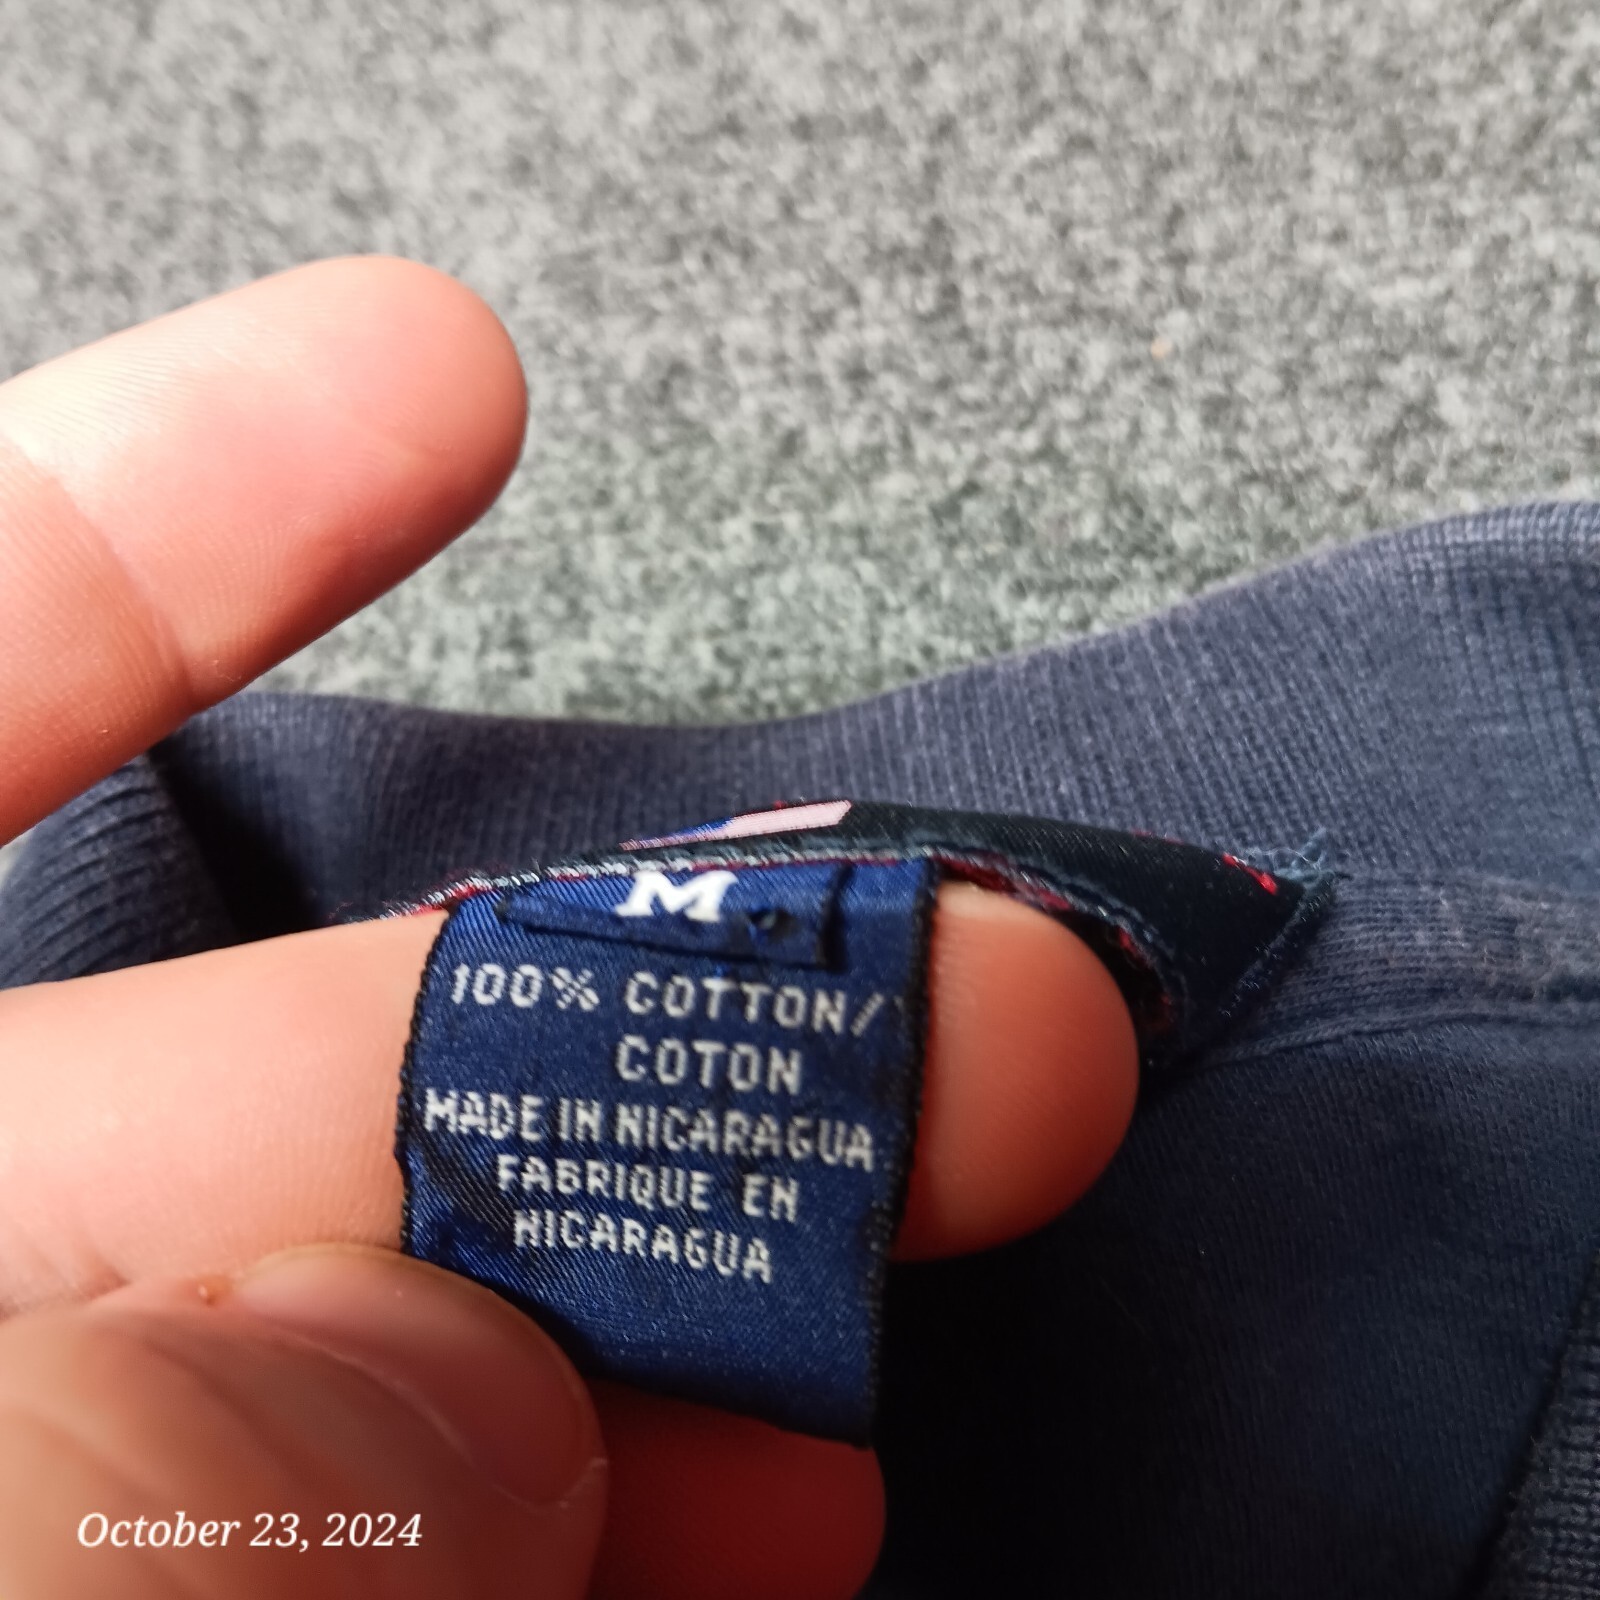 M
100% COTTON/
COTON
MADE IN NICARAGUA
FABRIQUE EN
NICARAGUA
October 23, 2024